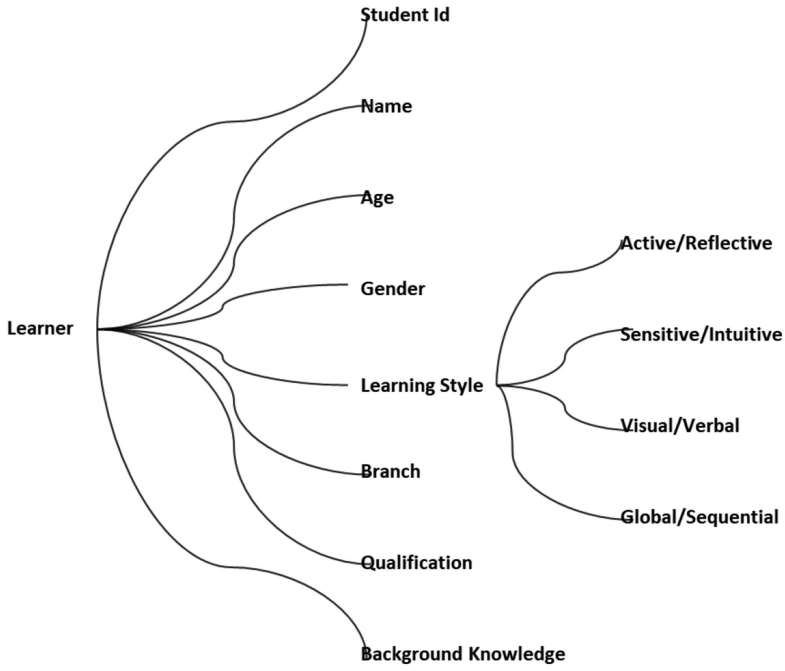 Student Id
Name
Age
Gender
Learner
Learning Style
Branch
Qualification
Background Knowledge
Active/Reflective
Sensitive/Intuitive
Visual/Verbal
Global/Sequential